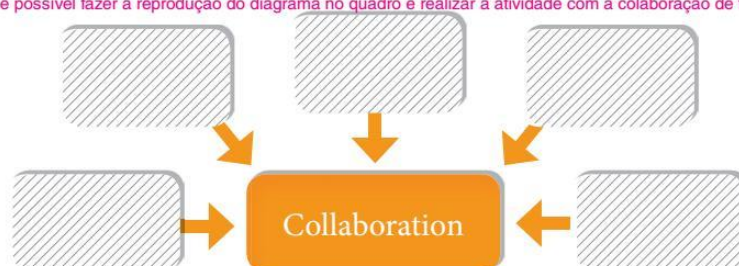 é possível fazer a reprodução do diagrama no quadro e realizar a atividade com a colaboração de
Collaboration